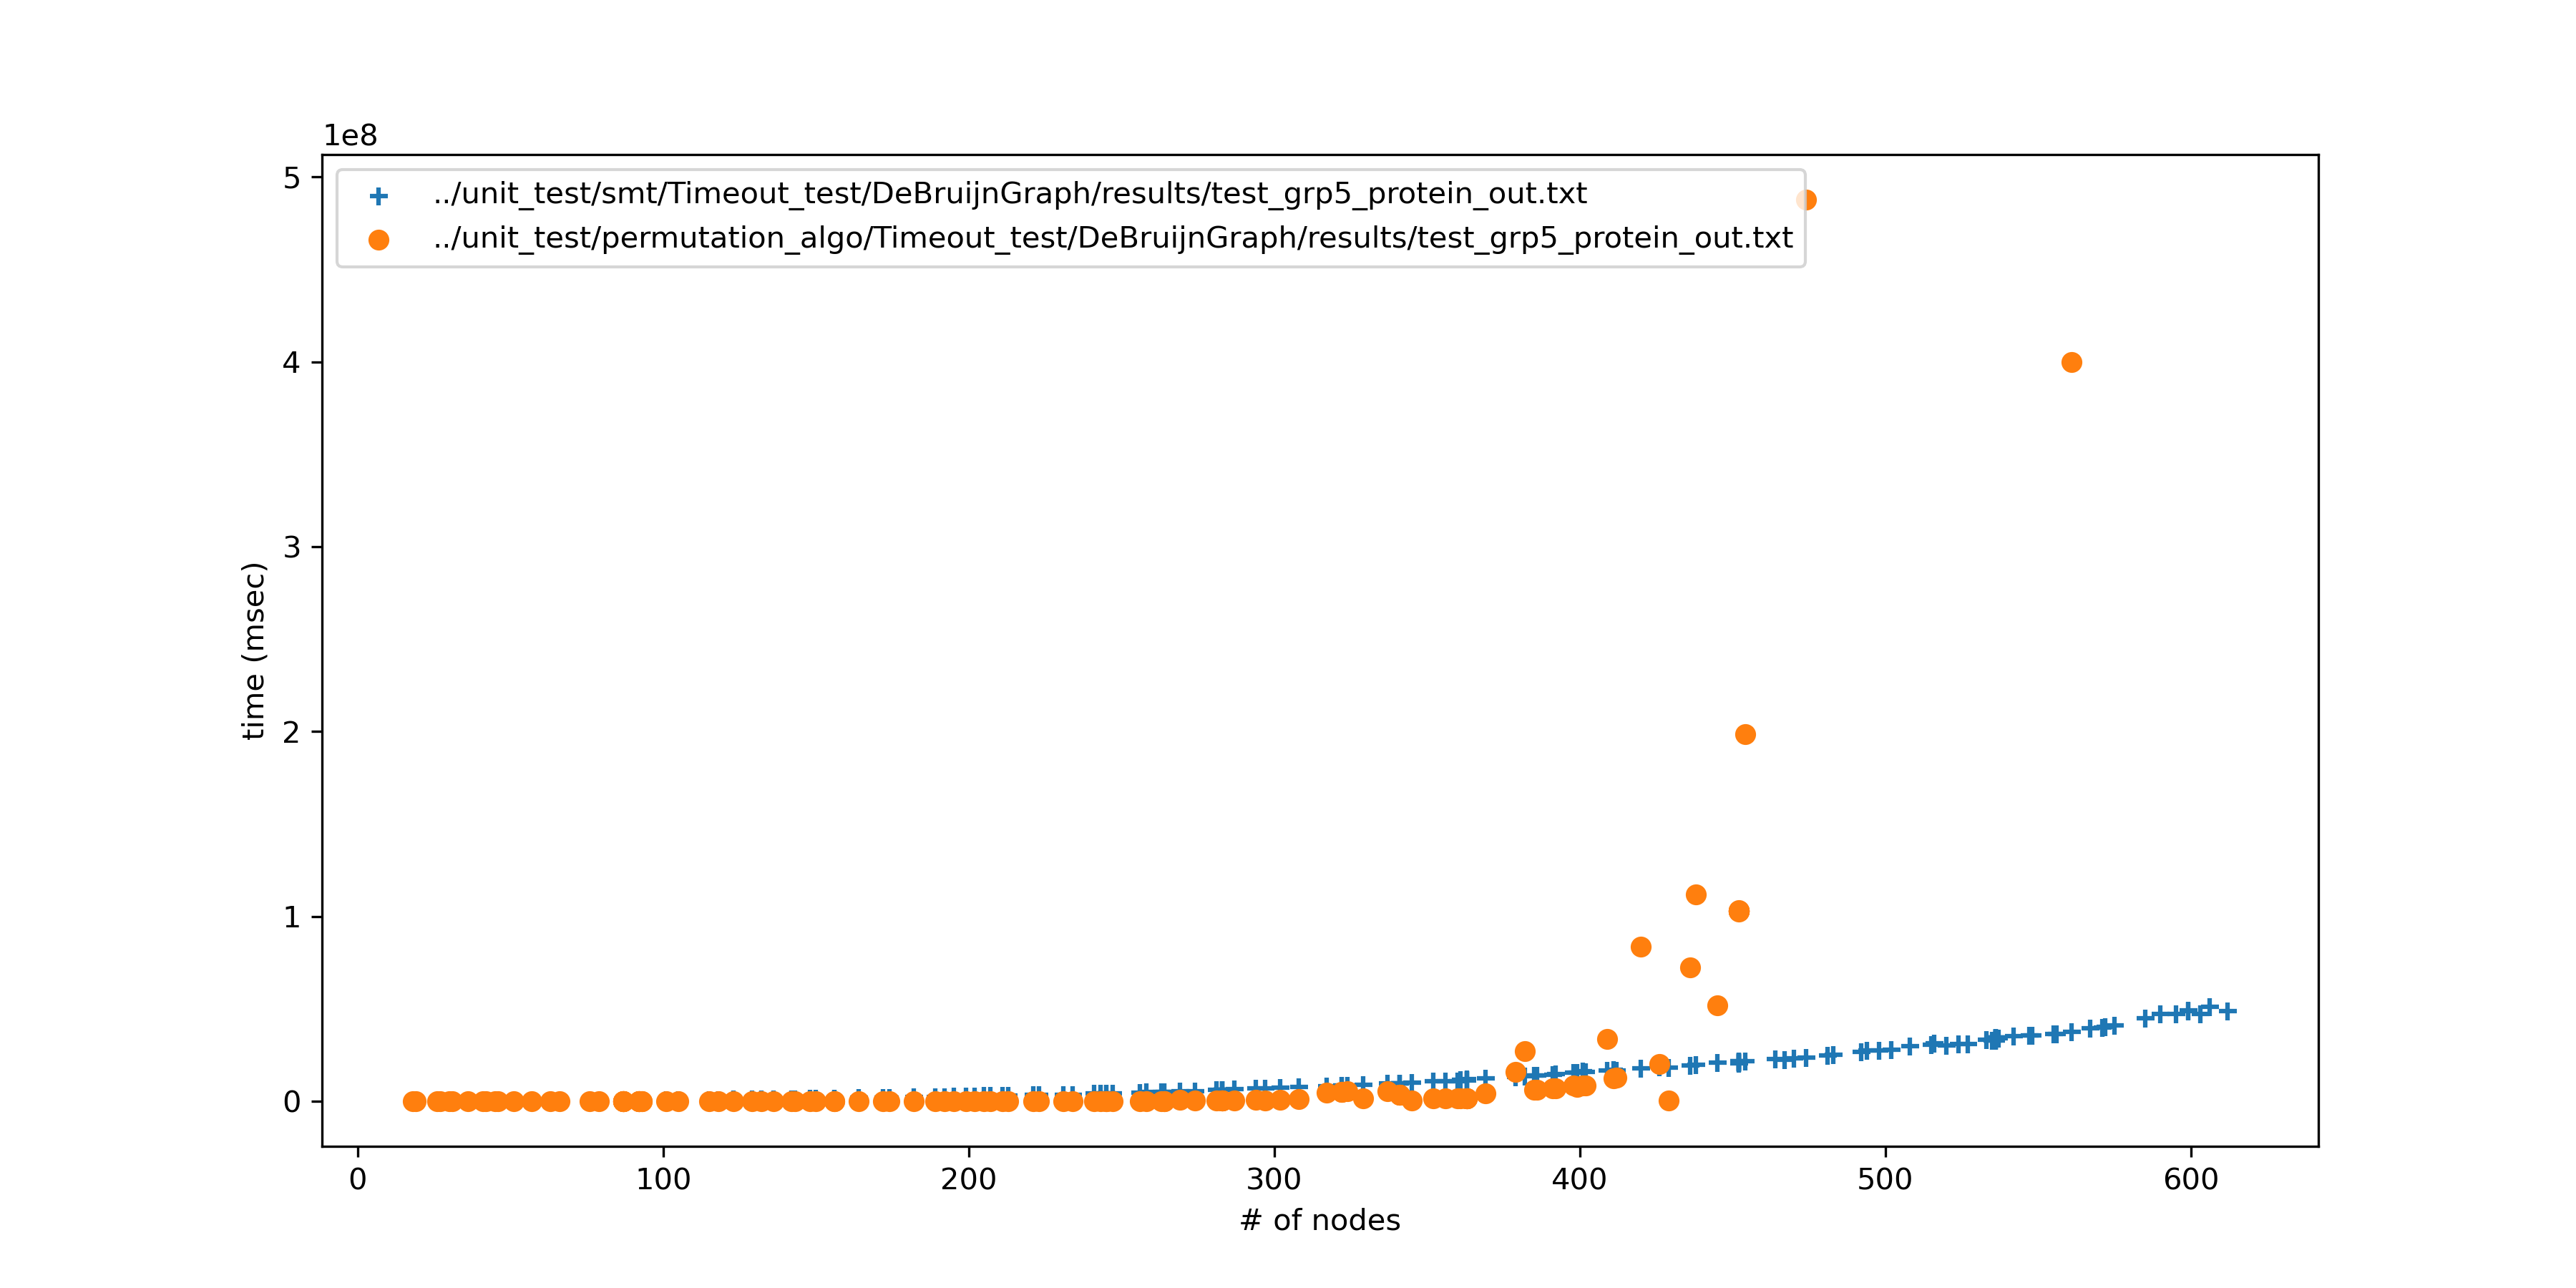 1e8
5
../unit_test/smt/Timeout_test/DeBruijnGraph/results/test_grp5_protein_out.txt
../unit_test/permutation_algo/Timeout_test/DeBruijnGraph/results/test_grp5_protein_out.txt
4
3
2
1
0
time (msec)
0 100 200 300 400 500 600
# of nodes